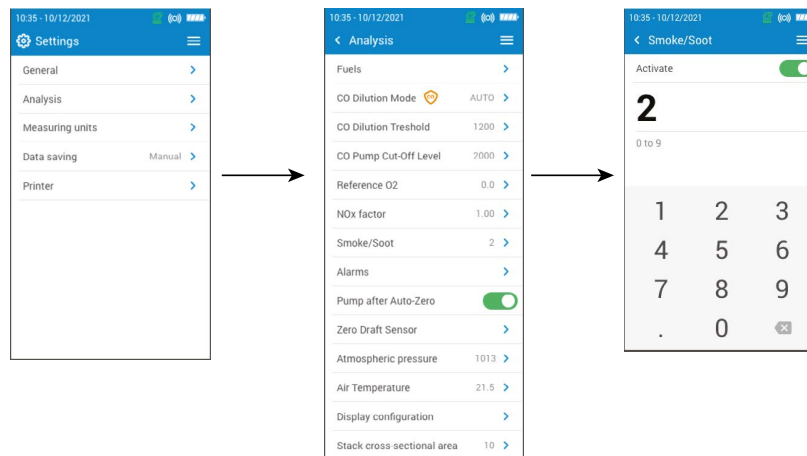 10:35 - 10/12/2021
Settings
General
Analysis
Measuring units
Data saving Manual
Printer
10:35 - 10/12/2021
Analysis
Fuels
CO Dilution Mode CO AUTO
CO Dilution Treshold 1200
CO Pump Cut-Off Level 2000
Reference O2 0.0
NOx factor 1.00
Smoke/Soot 2
Alarms
Pump after Auto-Zero
Zero Draft Sensor
Atmospheric pressure 1013
Air Temperature 21.5
Display configuration
Stack cross-sectional area 10
10:35 - 10/12/2021
Smoke/Soot
Activate
2
0 to 9
1 2 3
4 5 6
7 8 9
. 0